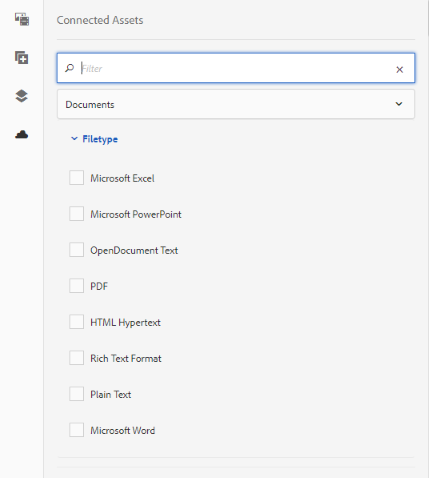 Connected Assets
Filter
Documents
Filetype
Microsoft Excel
Microsoft PowerPoint
OpenDocument Text
PDF
HTML Hypertext
Rich Text Format
Plain Text
Microsoft Word